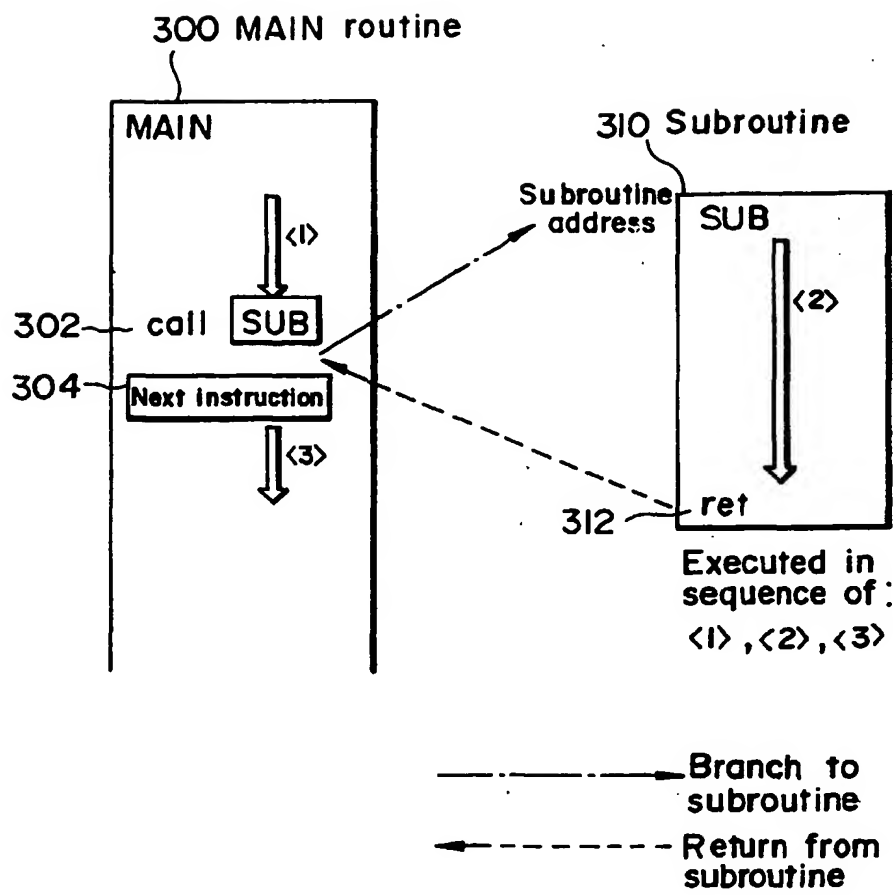 300 MAIN routine
MAIN
<1>
302
call
SUB
304
Next instruction
<3>
310 Subroutine
Subroutine
address
SUB
<2>
ret
312
Executed in
sequence of :
<1> , <2> , <3>
Branch to
subroutine
Return from
subroutine